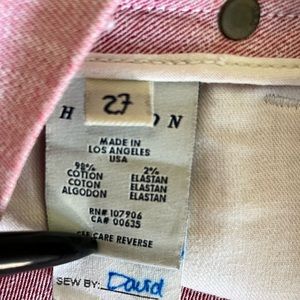 27
H ON
MADE IN
LOS ANGELES
USA
98% 2%
COTTON ELASTAN
COTON ELASTAN
ALGODON ELASTAN
RN# 107906
CA# 00635
CARE REVERSE
SEW BY: David